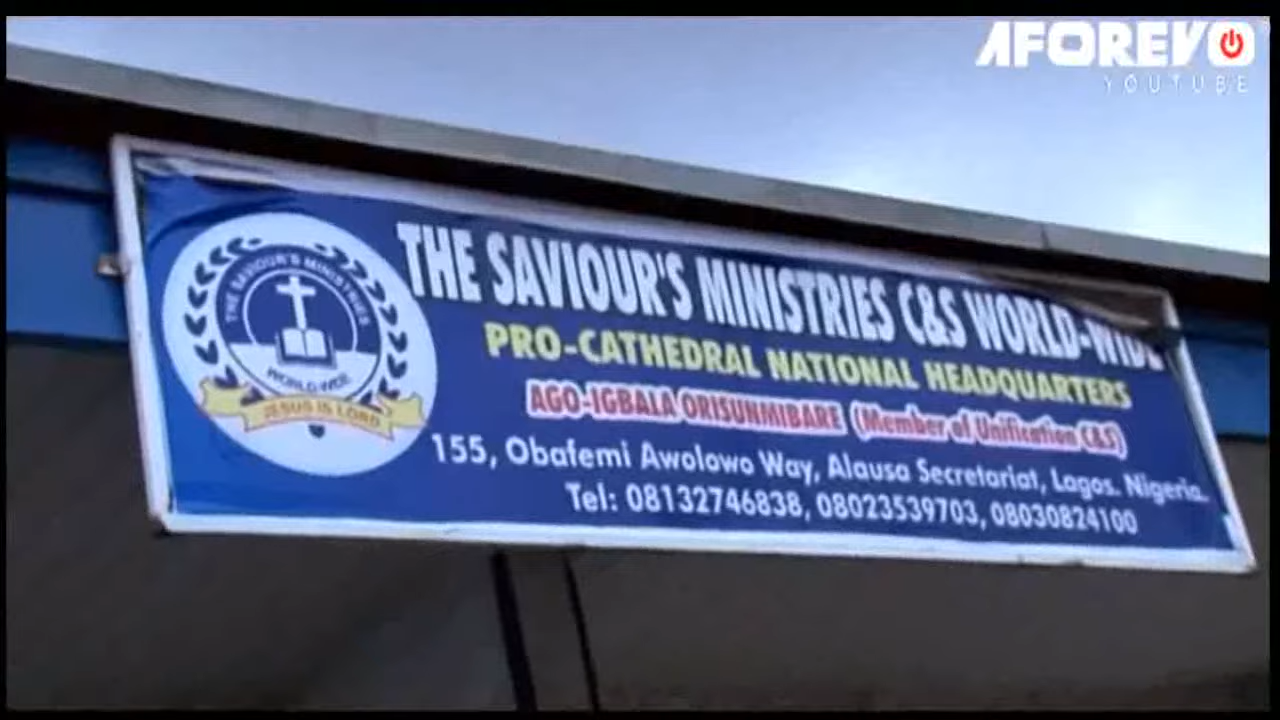 AFOREVO
YOUTUBE
THE SAVIOUR'S MINISTRIES C&S WORLD-WIDE
PRO-CATHEDRAL NATIONAL HEADQUARTERS
AGO-IGBALA ORISUNMIBARE (Member of Unification C&S)
155, Obafemi Awolowo Way, Alausa Secretariat, Lagos. Nigeria.
Tel: 08132746838, 08023539703, 08030824100
THE SAVIOUR'S MINISTRIES
WORLD-WIDE
JESUS IS LORD